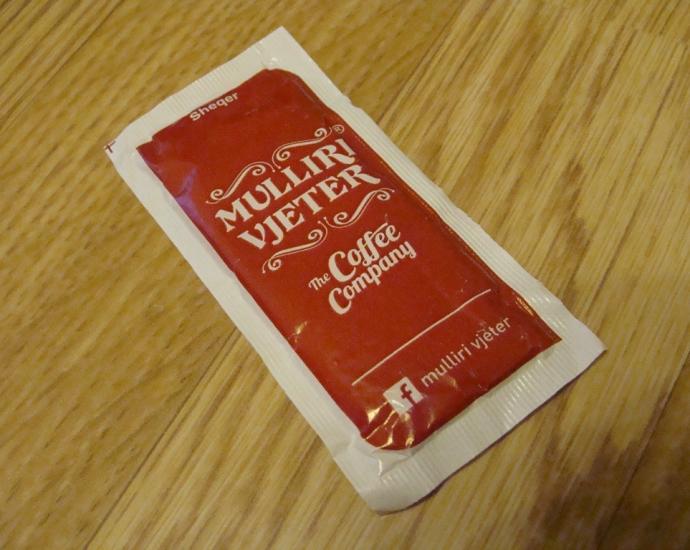 Sheqer
MULLIRI®
VJETER
The Coffee
Company
f mulliri vjeter